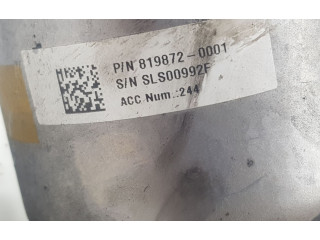 P/N 819872-0001
S/N SLS00992F
ACC Num.:244